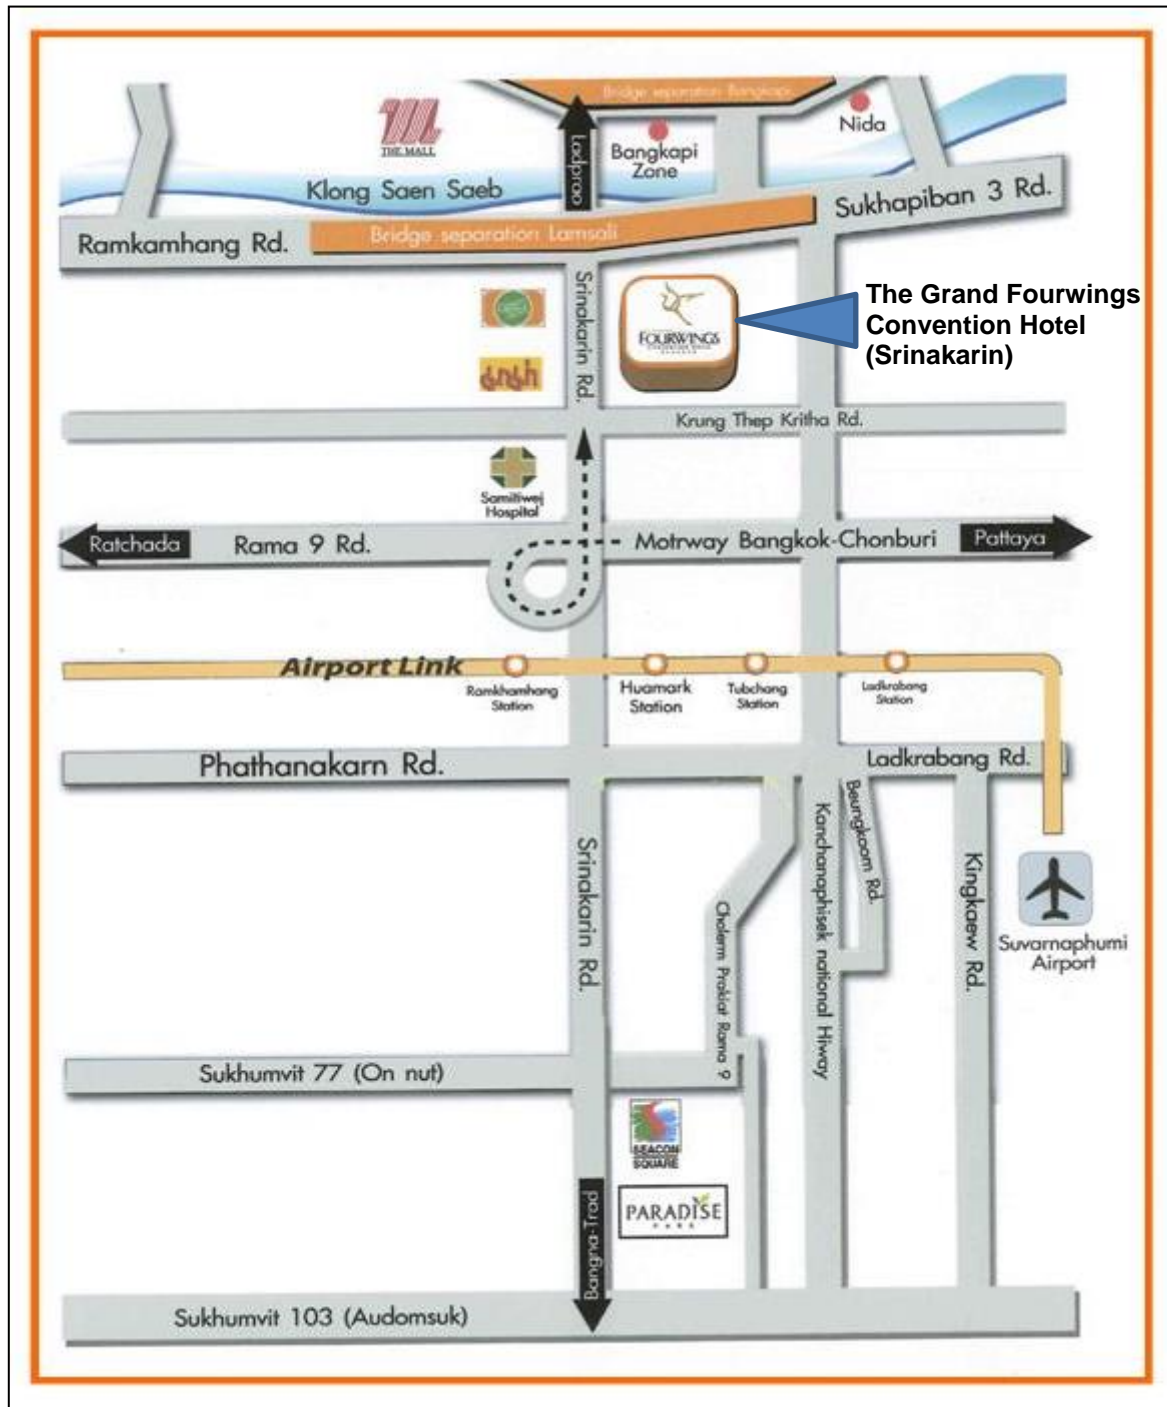 Bridge separation Bangkapi
Nida
THE MALL
Ladproo
Bangkapi
Zone
Klong Saen Saeb
Sukhapiban 3 Rd.
Ramkamhang Rd.
Bridge separation Lamsali
Srinakarin Rd.
FOURWINGS
The Grand Fourwings
Convention Hotel
(Srinakarin)
Krung Thep Kritha Rd.
Samitiwej
Hospital
Ratchada
Rama 9 Rd.
Motrway Bangkok-Chonburi
Pattaya
Airport Link
Ramkhamhang
Station
Huamark
Station
Tubchang
Station
Ladkrabang
Station
Phathanakarn Rd.
Ladkrabang Rd.
Srinakarin Rd.
Cholerm Prakiat Rama 9
Kanchanaphisek national Hiway
Beungkaom Rd.
Kingkaew Rd.
Suvarnaphumi
Airport
Sukhumvit 77 (On nut)
SEACON
SQUARE
PARADISE
PARK
Bangna-Trad
Sukhumvit 103 (Audomsuk)